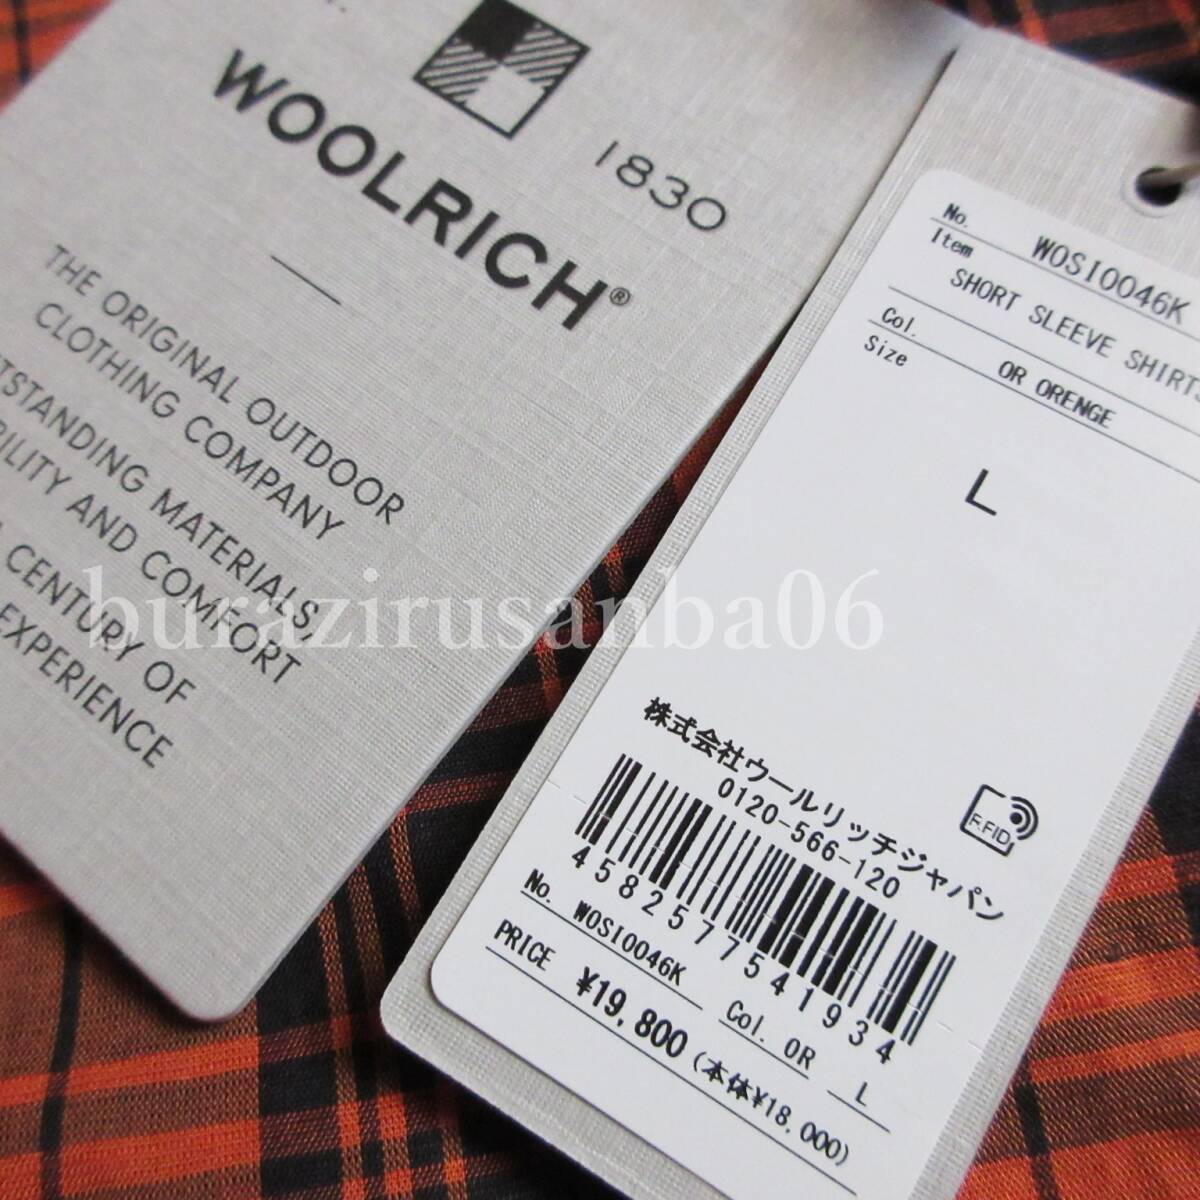 WOOLRICH®
1830
THE ORIGINAL OUTDOOR
CLOTHING COMPANY
MATERIALS,
AND COMFORT
CENTURY OF
EXPERIENCE
No. WOSI0046K
Item
SHORT SLEEVE SHIRTS
Col. OR ORENGE
Size
L
株式会社ウールリッチジャパン
0120-566-120
RFID
4582577541934
No. WOSI0046K Col. OR L
PRICE ¥19,800 (本体¥18,000)
burazirusanba06